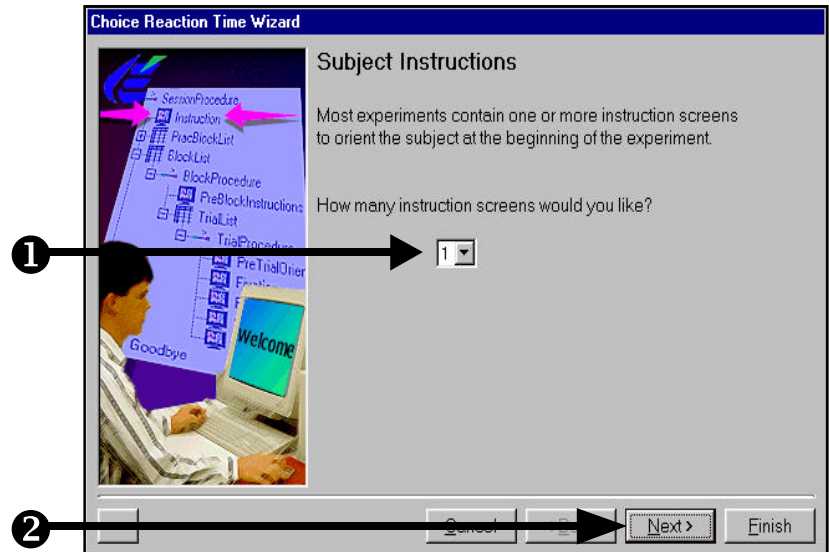 Choice Reaction Time Wizard
Subject Instructions
SessionProcedure
Instruction
PracBlockList
BlockList
BlockProcedure
PreBlockInstructions
TrialList
TrialProcedure
PreTrialOrien
Goodbye
Welcome
Most experiments contain one or more instruction screens
to orient the subject at the beginning of the experiment.
How many instruction screens would you like?
❶
1
❷
Next >
Finish